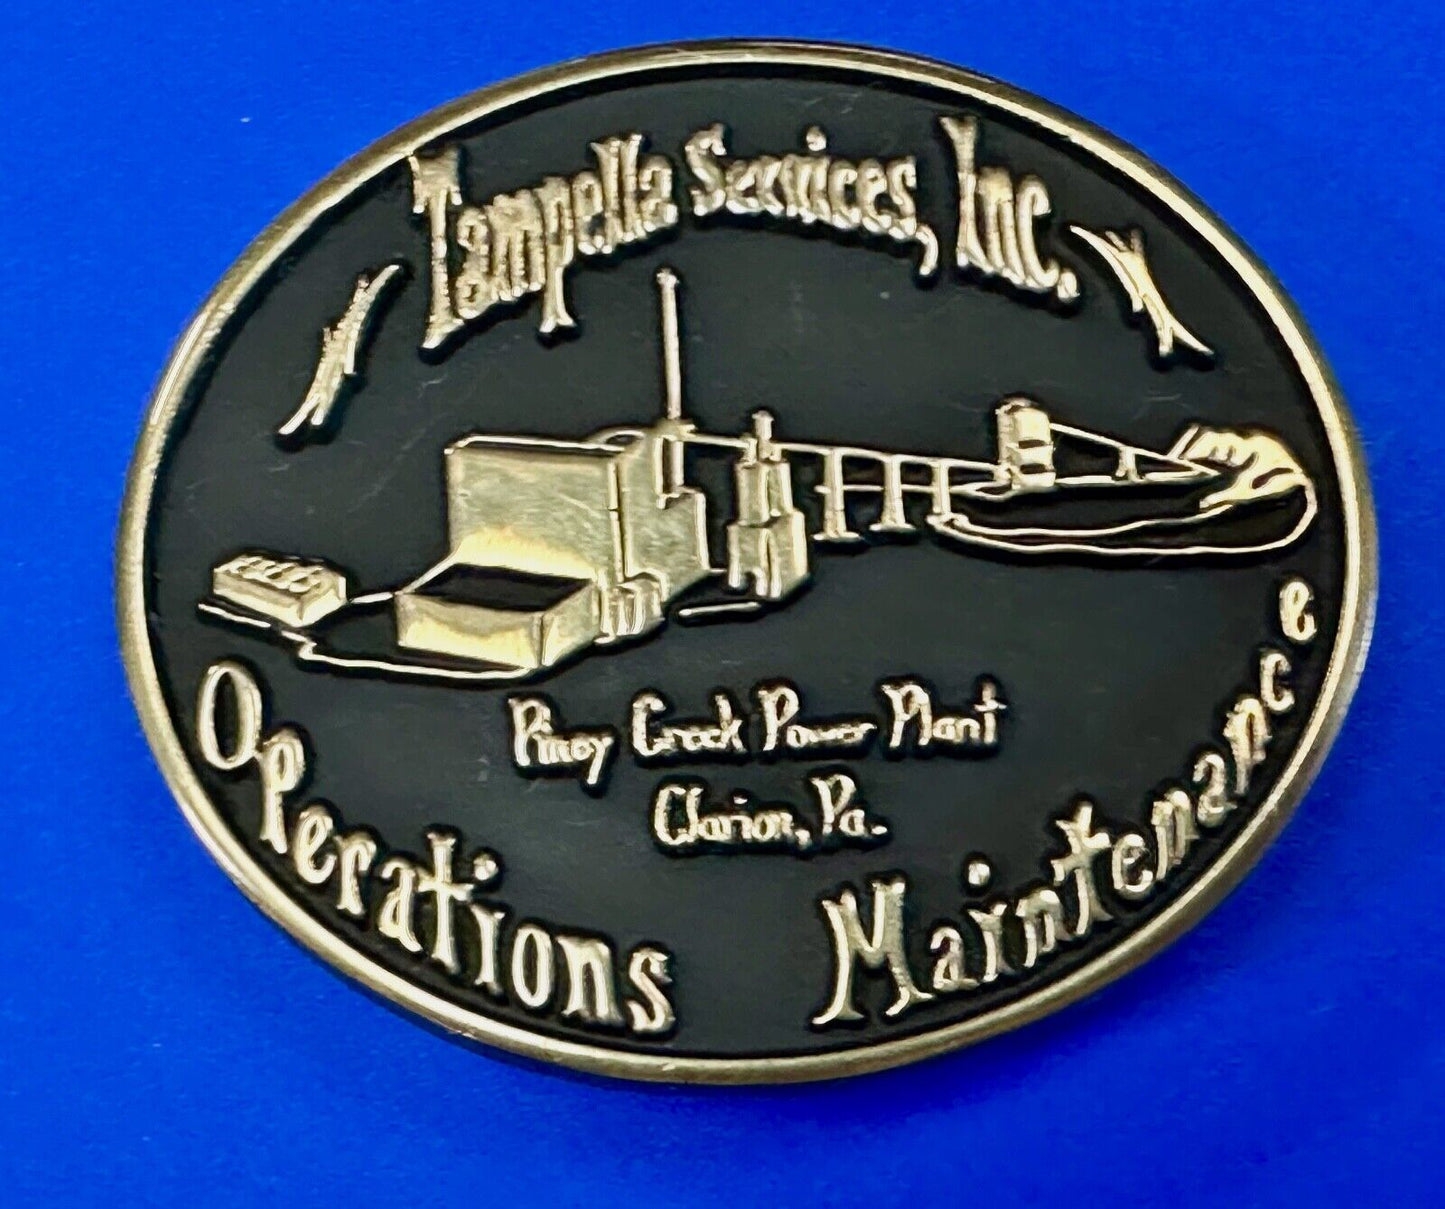 Tampella Services, Inc.
Piney Creek Power Plant
Clarion, Pa.
Operations Maintenance